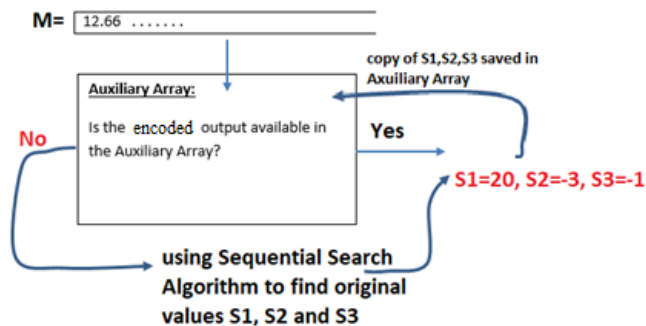 M= 12.66 .......
copy of S1,S2,S3 saved in
Axuiliary Array
Auxiliary Array:
Is the encoded output available in
the Auxiliary Array?
No
Yes
S1=20, S2=-3, S3=-1
using Sequential Search
Algorithm to find original
values S1, S2 and S3